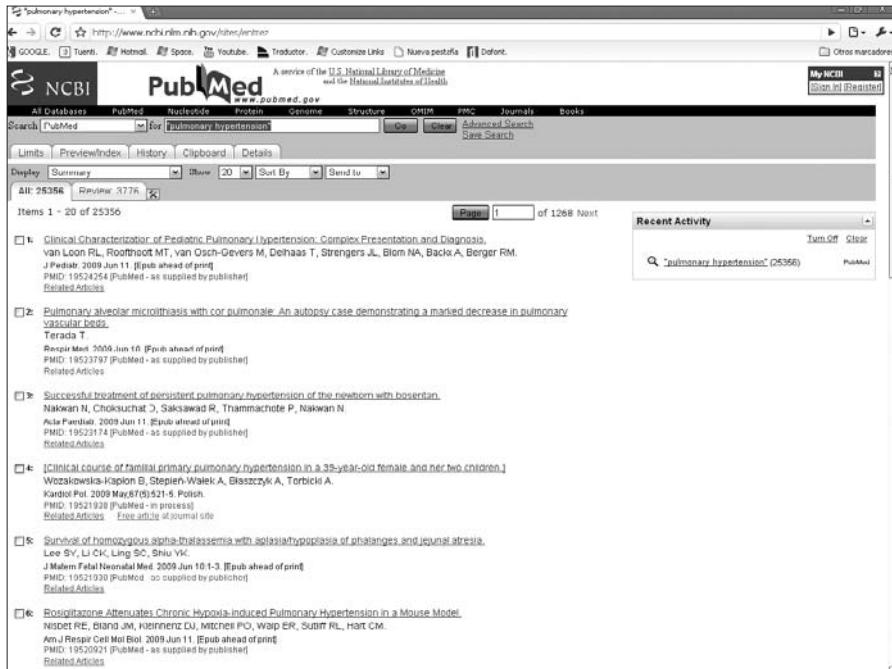 "pulmonary hypertension" -...
http://www.ncbi.nlm.nih.gov/sites/entrez
GOOGLE. Tuenti. Hotmail. Space. Youtube. Traductor. Customize Links Nueva pestaña Dafont. Otros marcadores
NCBI
PubMed
www.pubmed.gov
A service of the U.S. National Library of Medicine
and the National Institutes of Health
My NCBI
[Sign In] [Register]
All Databases PubMed Nucleotide Protein Genome Structure OMIM PMC Journals Books
Search PubMed for "pulmonary hypertension" Go Clear Advanced Search
Save Search
Limits Preview/Index History Clipboard Details
Display Summary Show 20 Sort By Send to
All: 25356 Review: 3776
Items 1 - 20 of 25356 Page 1 of 1268 Next
Recent Activity
Turn Off Clear
"pulmonary hypertension" (25356) PubMed
1: Clinical Characterization of Pediatric Pulmonary Hypertension: Complex Presentation and Diagnosis.
van Loon RL, Roofthooft MT, van Osch-Gevers M, Delhaas T, Strengers JL, Blom NA, Backx A, Berger RM.
J Pediatr. 2009 Jun 11. [Epub ahead of print]
PMID: 19524254 [PubMed - as supplied by publisher]
Related Articles
2: Pulmonary alveolar microlithiasis with cor pulmonale: An autopsy case demonstrating a marked decrease in pulmonary
vascular beds.
Terada T.
Respir Med. 2009 Jun 10. [Epub ahead of print]
PMID: 19523797 [PubMed - as supplied by publisher]
Related Articles
3: Successful treatment of persistent pulmonary hypertension of the newborn with bosentan.
Nakwan N, Choksuchat D, Saksawad R, Thammachote P, Nakwan N.
Acta Paediatr. 2009 Jun 11. [Epub ahead of print]
PMID: 19523174 [PubMed - as supplied by publisher]
Related Articles
4: [Clinical course of familial primary pulmonary hypertension in a 39-year-old female and her two children.]
Wozakowska-Kapłon B, Stępień-Wałek A, Błaszczyk A, Torbicki A.
Kardiol Pol. 2009 May;67(5):521-5. Polish.
PMID: 19521938 [PubMed - in process]
Related Articles Free article at journal site
5: Survival of homozygous alpha-thalassemia with aplasia/hypoplasia of phalanges and jejunal atresia.
Lee SY, Li CK, Ling SC, Shiu YK.
J Matern Fetal Neonatal Med. 2009 Jun 10:1-3. [Epub ahead of print]
PMID: 19521930 [PubMed - as supplied by publisher]
Related Articles
6: Rosiglitazone Attenuates Chronic Hypoxia-induced Pulmonary Hypertension in a Mouse Model.
Nisbet RE, Bland JM, Kleinhenz DJ, Mitchell PO, Walp ER, Sutliff RL, Hart CM.
Am J Respir Cell Mol Biol. 2009 Jun 11. [Epub ahead of print]
PMID: 19520921 [PubMed - as supplied by publisher]
Related Articles